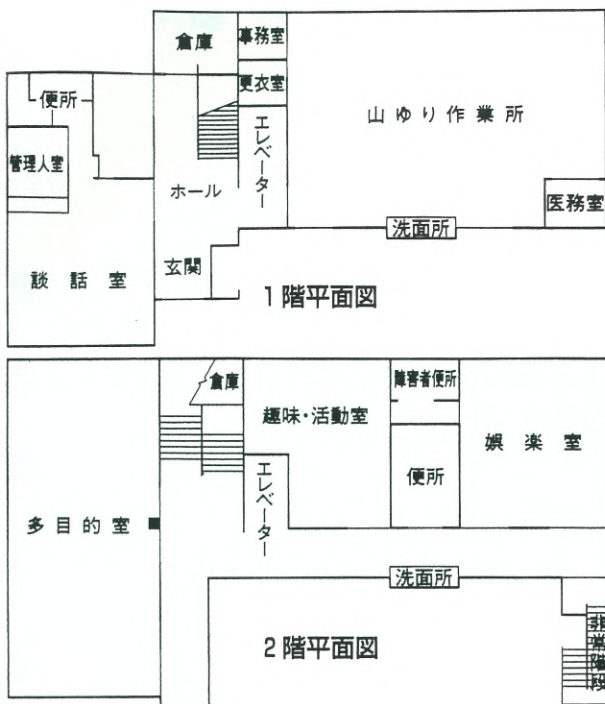 倉庫
事務室
更衣室
便所
山ゆり作業所
エレベーター
管理人室
ホール
医務室
洗面所
玄関
談話室
1階平面図
倉庫
障害者便所
趣味・活動室
娯楽室
便所
エレベーター
多目的室
洗面所
非常階段
2階平面図